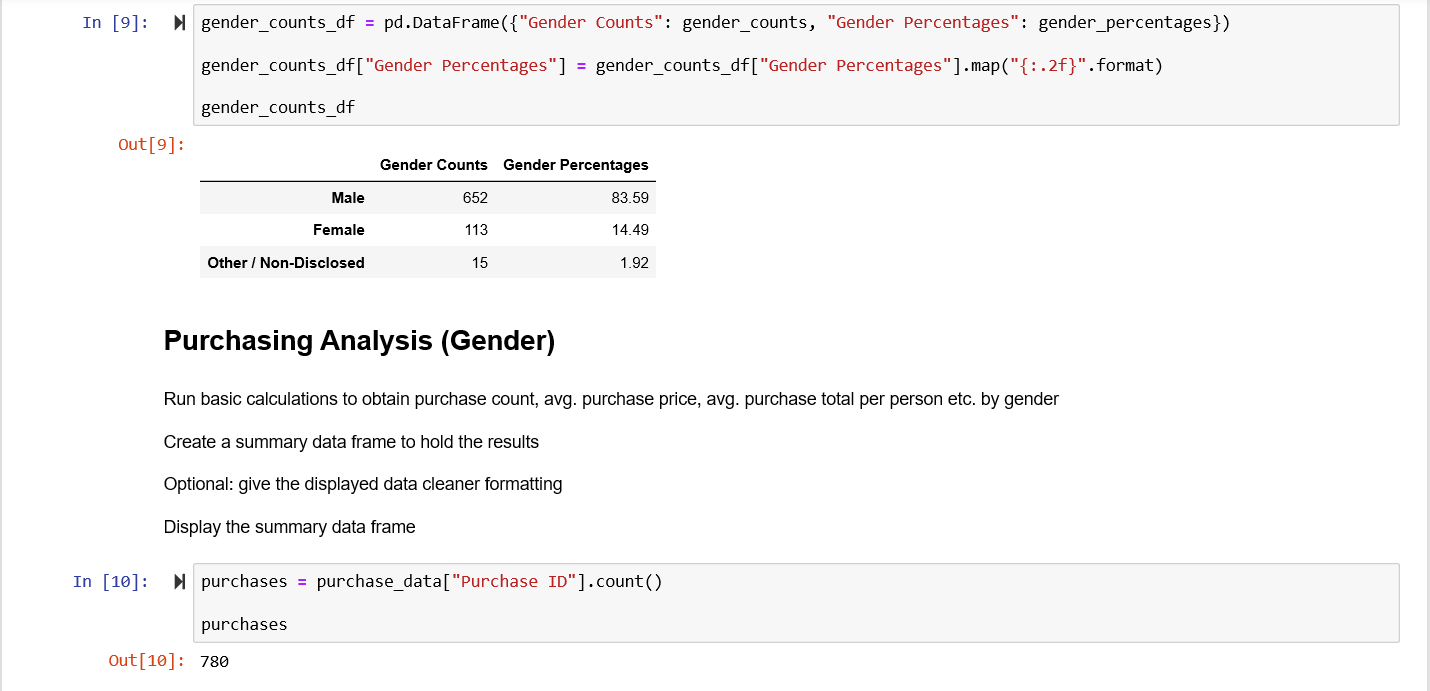 In [9]: gender_counts_df = pd.DataFrame({"Gender Counts": gender_counts, "Gender Percentages": gender_percentages})
gender_counts_df["Gender Percentages"] = gender_counts_df["Gender Percentages"].map("{:.2f}".format)
gender_counts_df
Out[9]:
Gender Counts Gender Percentages
Male 652 83.59
Female 113 14.49
Other / Non-Disclosed 15 1.92
Purchasing Analysis (Gender)
Run basic calculations to obtain purchase count, avg. purchase price, avg. purchase total per person etc. by gender
Create a summary data frame to hold the results
Optional: give the displayed data cleaner formatting
Display the summary data frame
In [10]: purchases = purchase_data["Purchase ID"].count()
purchases
Out[10]: 780